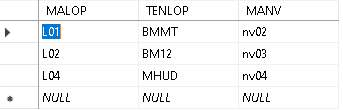 MALOP TENLOP MANV
L01 BMMT nv02
L02 BM12 nv03
L04 MHUD nv04
NULL NULL NULL